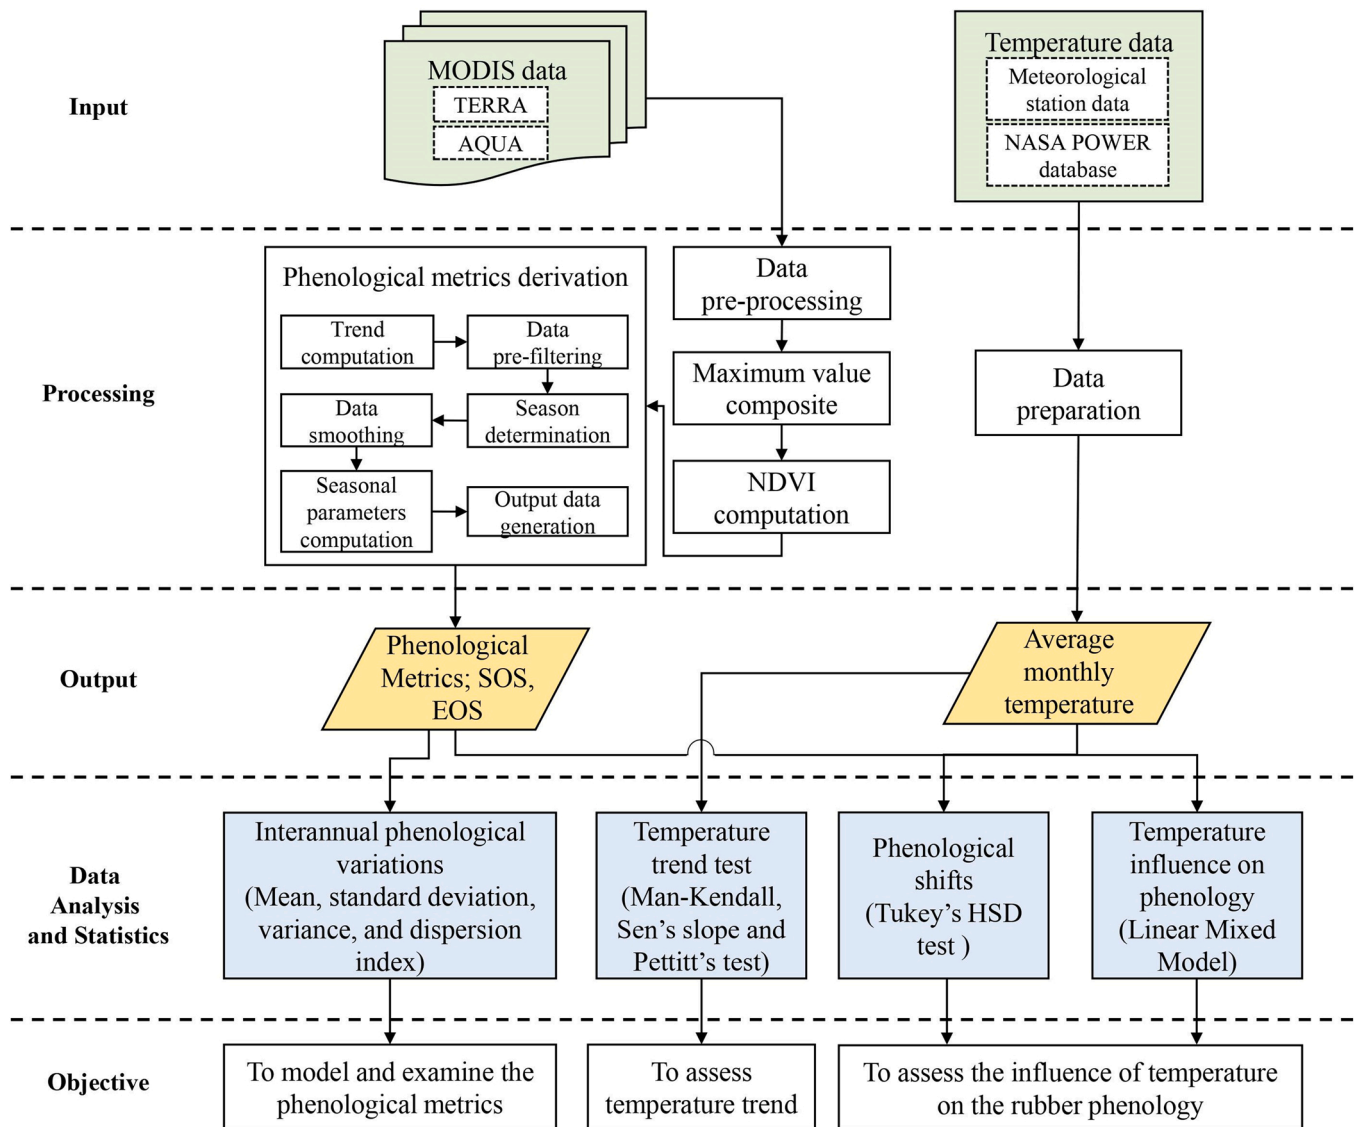 Input
MODIS data
TERRA
AQUA
Temperature data
Meteorological
station data
NASA POWER
database
Processing
Phenological metrics derivation
Trend
computation
Data
pre-filtering
Data
smoothing
Season
determination
Seasonal
parameters
computation
Output data
generation
Data
pre-processing
Maximum value
composite
NDVI
computation
Data
preparation
Output
Phenological
Metrics; SOS,
EOS
Average
monthly
temperature
Data
Analysis
and Statistics
Interannual phenological
variations
(Mean, standard deviation,
variance, and dispersion
index)
Temperature
trend test
(Man-Kendall,
Sen’s slope and
Pettitt’s test)
Phenological
shifts
(Tukey’s HSD
test )
Temperature
influence on
phenology
(Linear Mixed
Model)
Objective
To model and examine the
phenological metrics
To assess
temperature trend
To assess the influence of temperature
on the rubber phenology